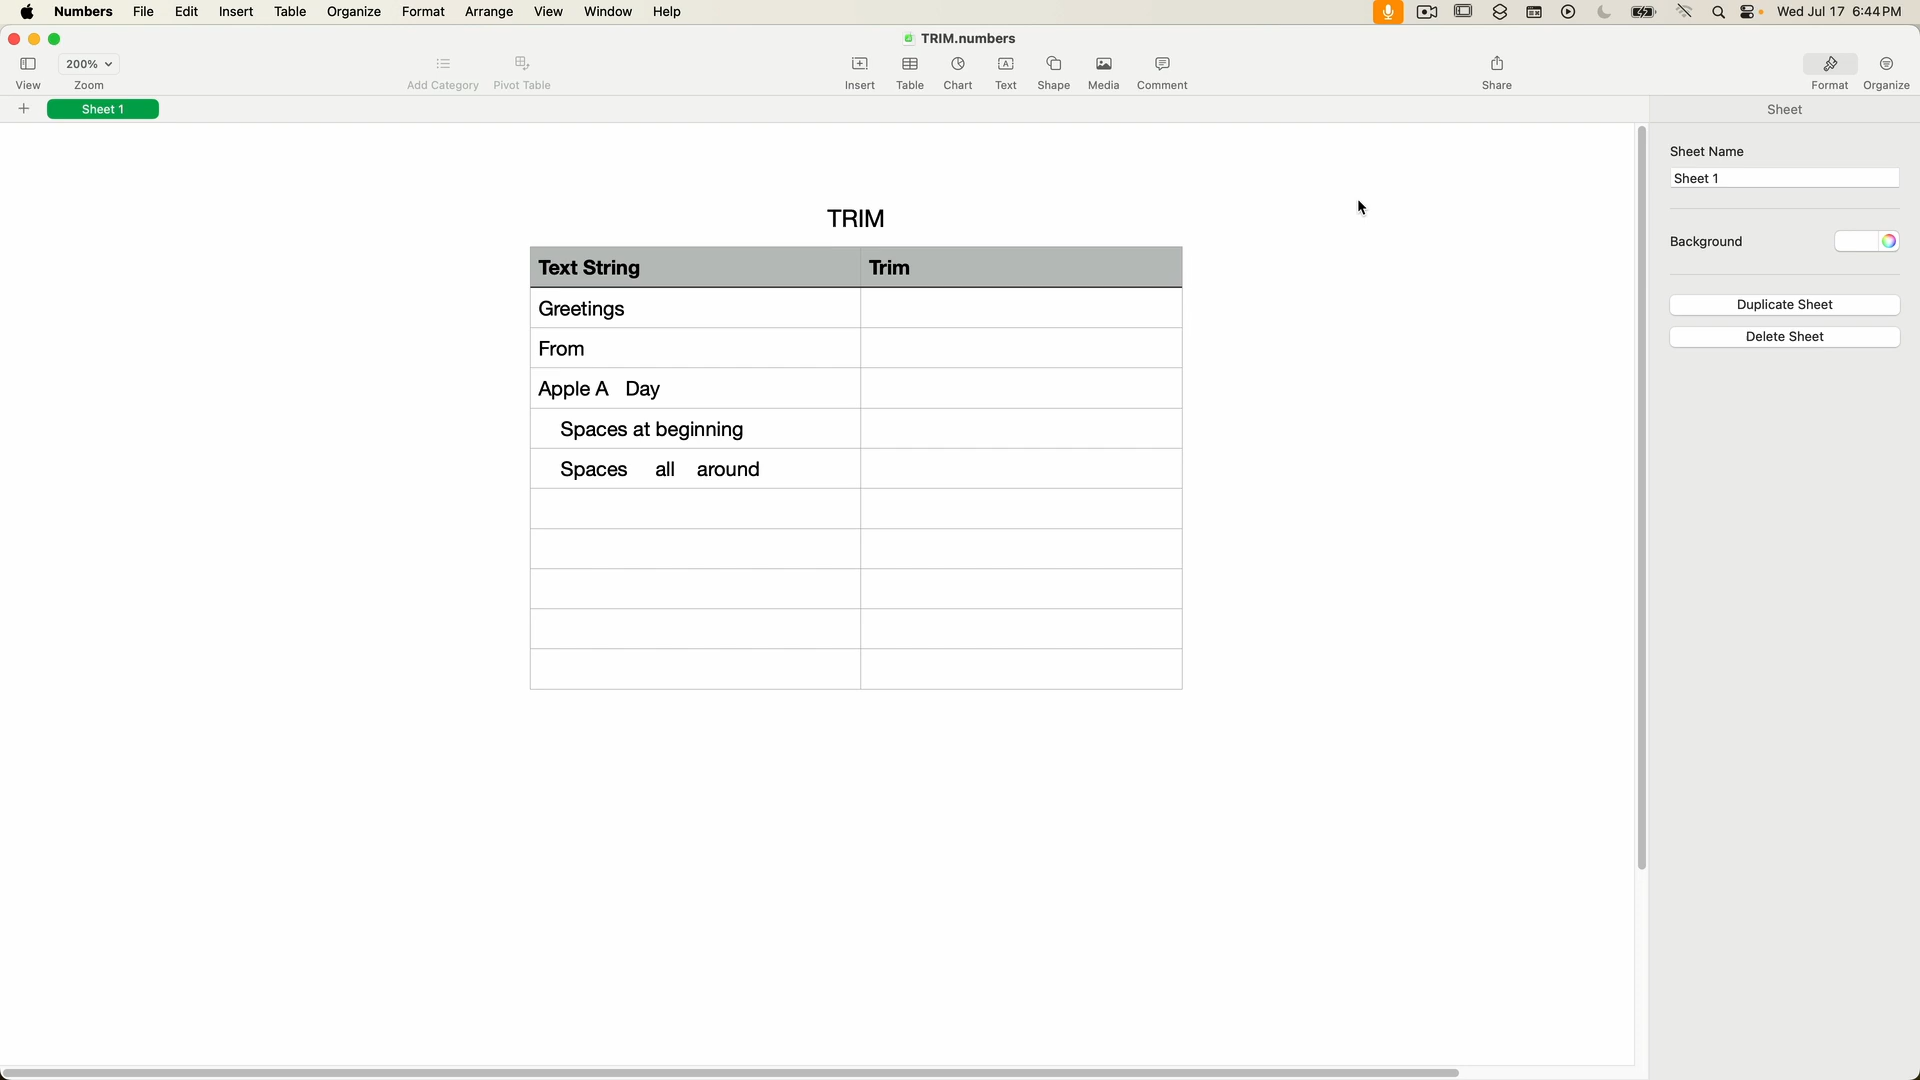 Numbers File Edit Insert Table Organize Format Arrange View Window Help Wed Jul 17 6:44 PM
TRIM.numbers
200%
View Zoom Add Category Pivot Table Insert Table Chart Text Shape Media Comment Share Format Organize
Sheet 1
Sheet
Sheet Name
Sheet 1
Background
Duplicate Sheet
Delete Sheet
TRIM
Text String Trim
Greetings
From
Apple A   Day
    Spaces at beginning
    Spaces     all    around